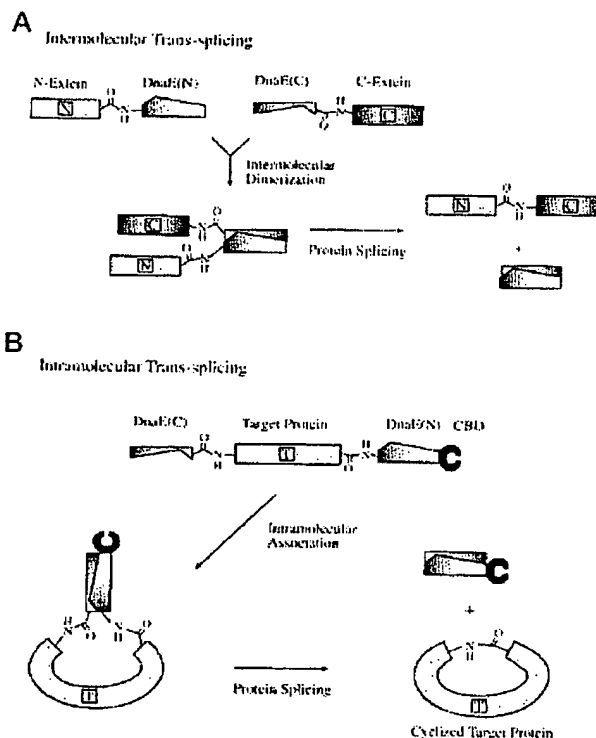 A
Intermolecular Trans-splicing
N-Extein DnaE(N) DnaE(C) C-Extein
O
N
H
H
N
O
N C
Intermolecular
Dimerization
O
C N
H
O
N N
H
Protein Splicing
O
N N C
H
+
B
Intramolecular Trans-splicing
DnaE(C) Target Protein DnaE(N) CBD
O
N
H
T
H
N
O
C
Intramolecular
Association
C
H
N
O
N
H
O
T
Protein Splicing
C
+
N
H
O
T
Cyclized Target Protein